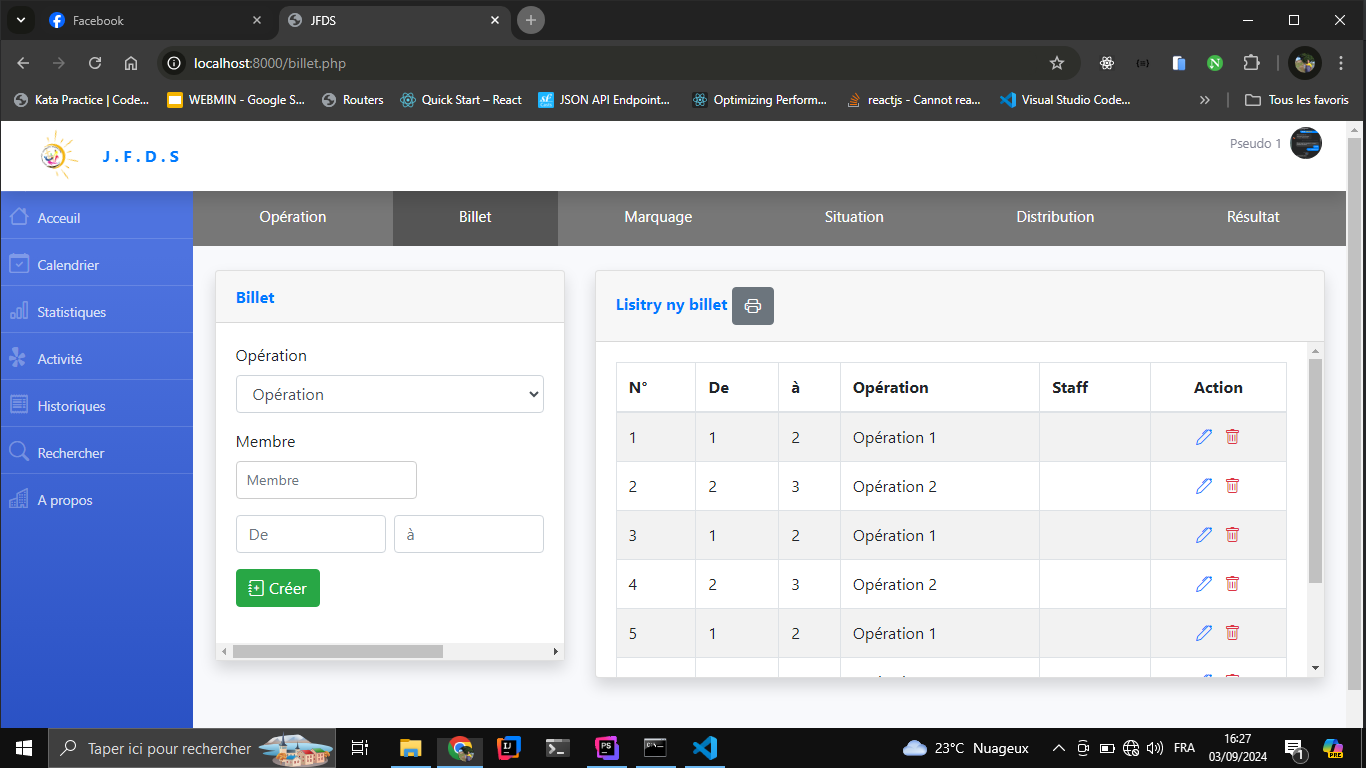 Facebook
JFDS
localhost:8000/billet.php
Kata Practice | Code...
WEBMIN - Google S...
Routers
Quick Start – React
JSON API Endpoint...
Optimizing Perform...
reactjs - Cannot rea...
Visual Studio Code...
»
Tous les favoris
J . F . D . S
Pseudo 1
Acceuil
Calendrier
Statistiques
Activité
Historiques
Rechercher
A propos
Opération Billet Marquage Situation Distribution Résultat
Billet
Opération
Opération
Membre
Membre
De à
Créer
Lisitry ny billet
N° De à Opération Staff Action
1 1 2 Opération 1
2 2 3 Opération 2
3 1 2 Opération 1
4 2 3 Opération 2
5 1 2 Opération 1
Taper ici pour rechercher
23°C Nuageux
FRA
16:27
03/09/2024
1